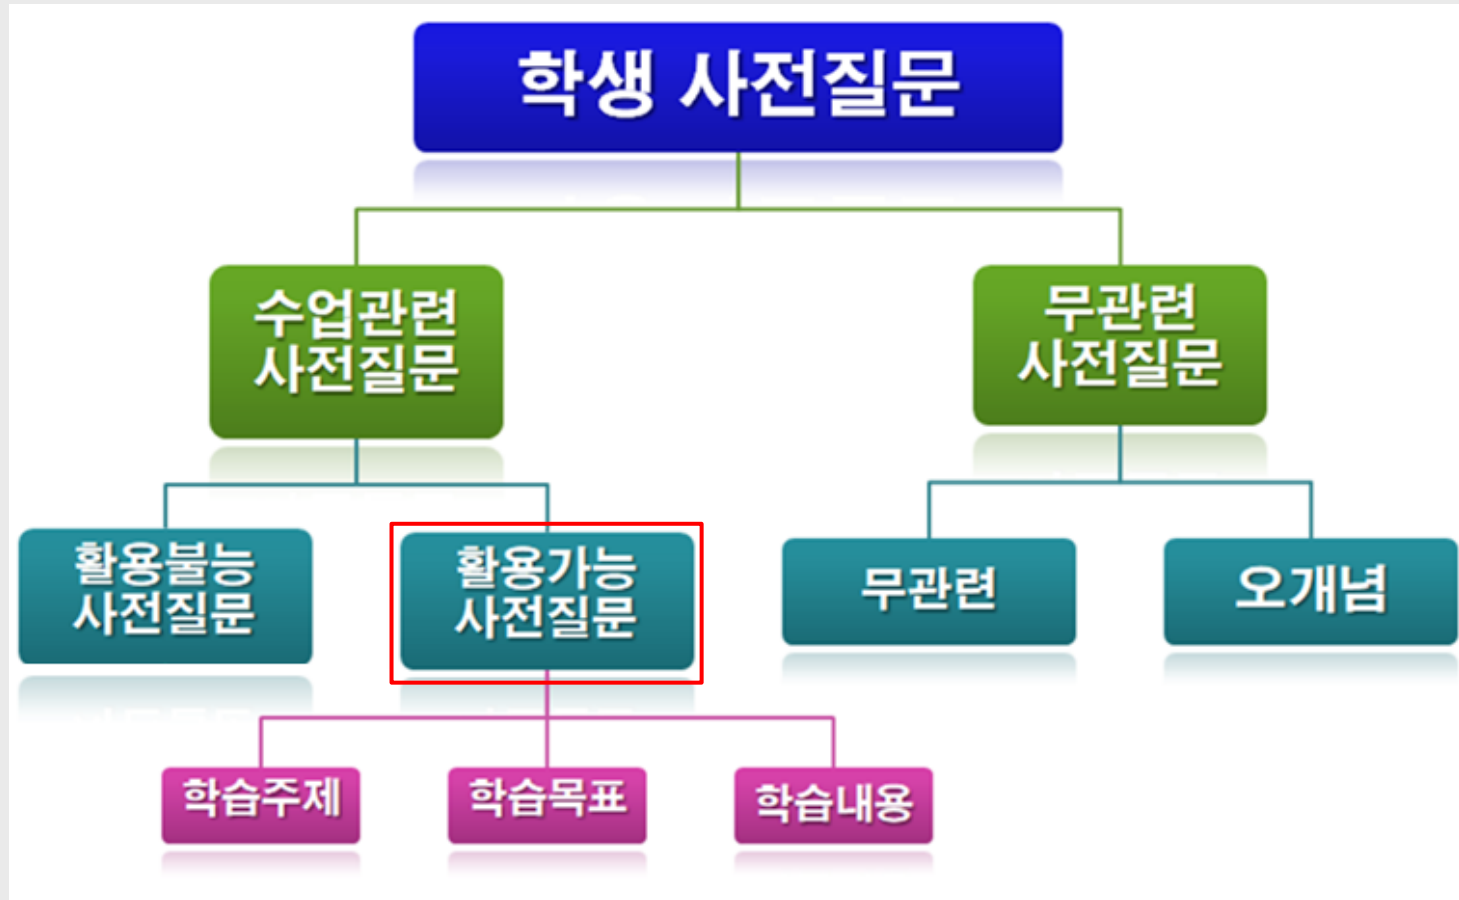 학생 사전질문
수업관련
사전질문
무관련
사전질문
활용불능
사전질문
활용가능
사전질문
무관련
오개념
학습주제
학습목표
학습내용